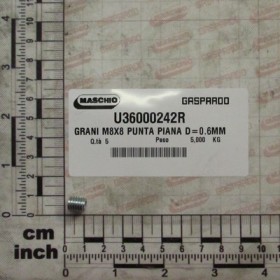 MASCHIO GASPARDO
U36000242R
GRANI M8X8 PUNTA PIANA D=0.6MM
Q.tà 5 Peso 5,000 KG
cm
inch
1 2 3 4 5 6 7 8 9 10